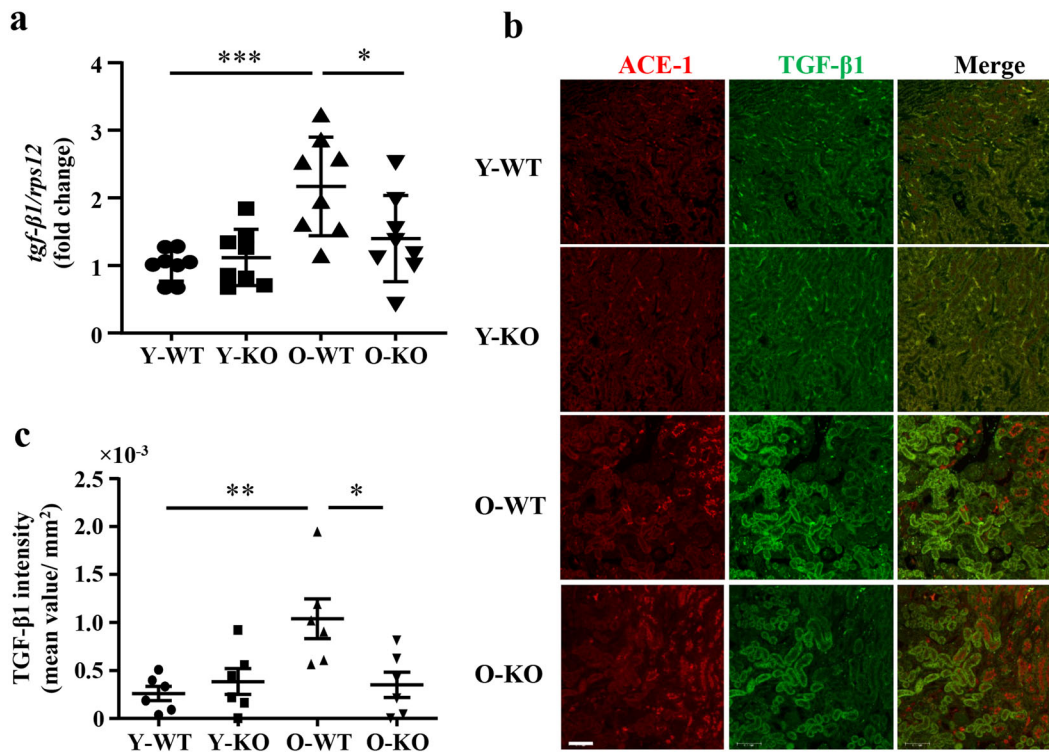 a
*** *
4
3
2
1
0
tgf-β1/rps12
(fold change)
Y-WT Y-KO O-WT O-KO
b
ACE-1 TGF-β1 Merge
Y-WT
Y-KO
O-WT
O-KO
c
×10⁻³
** *
2.5
2.0
1.5
1.0
0.5
0
TGF-β1 intensity
(mean value/ mm²)
Y-WT Y-KO O-WT O-KO